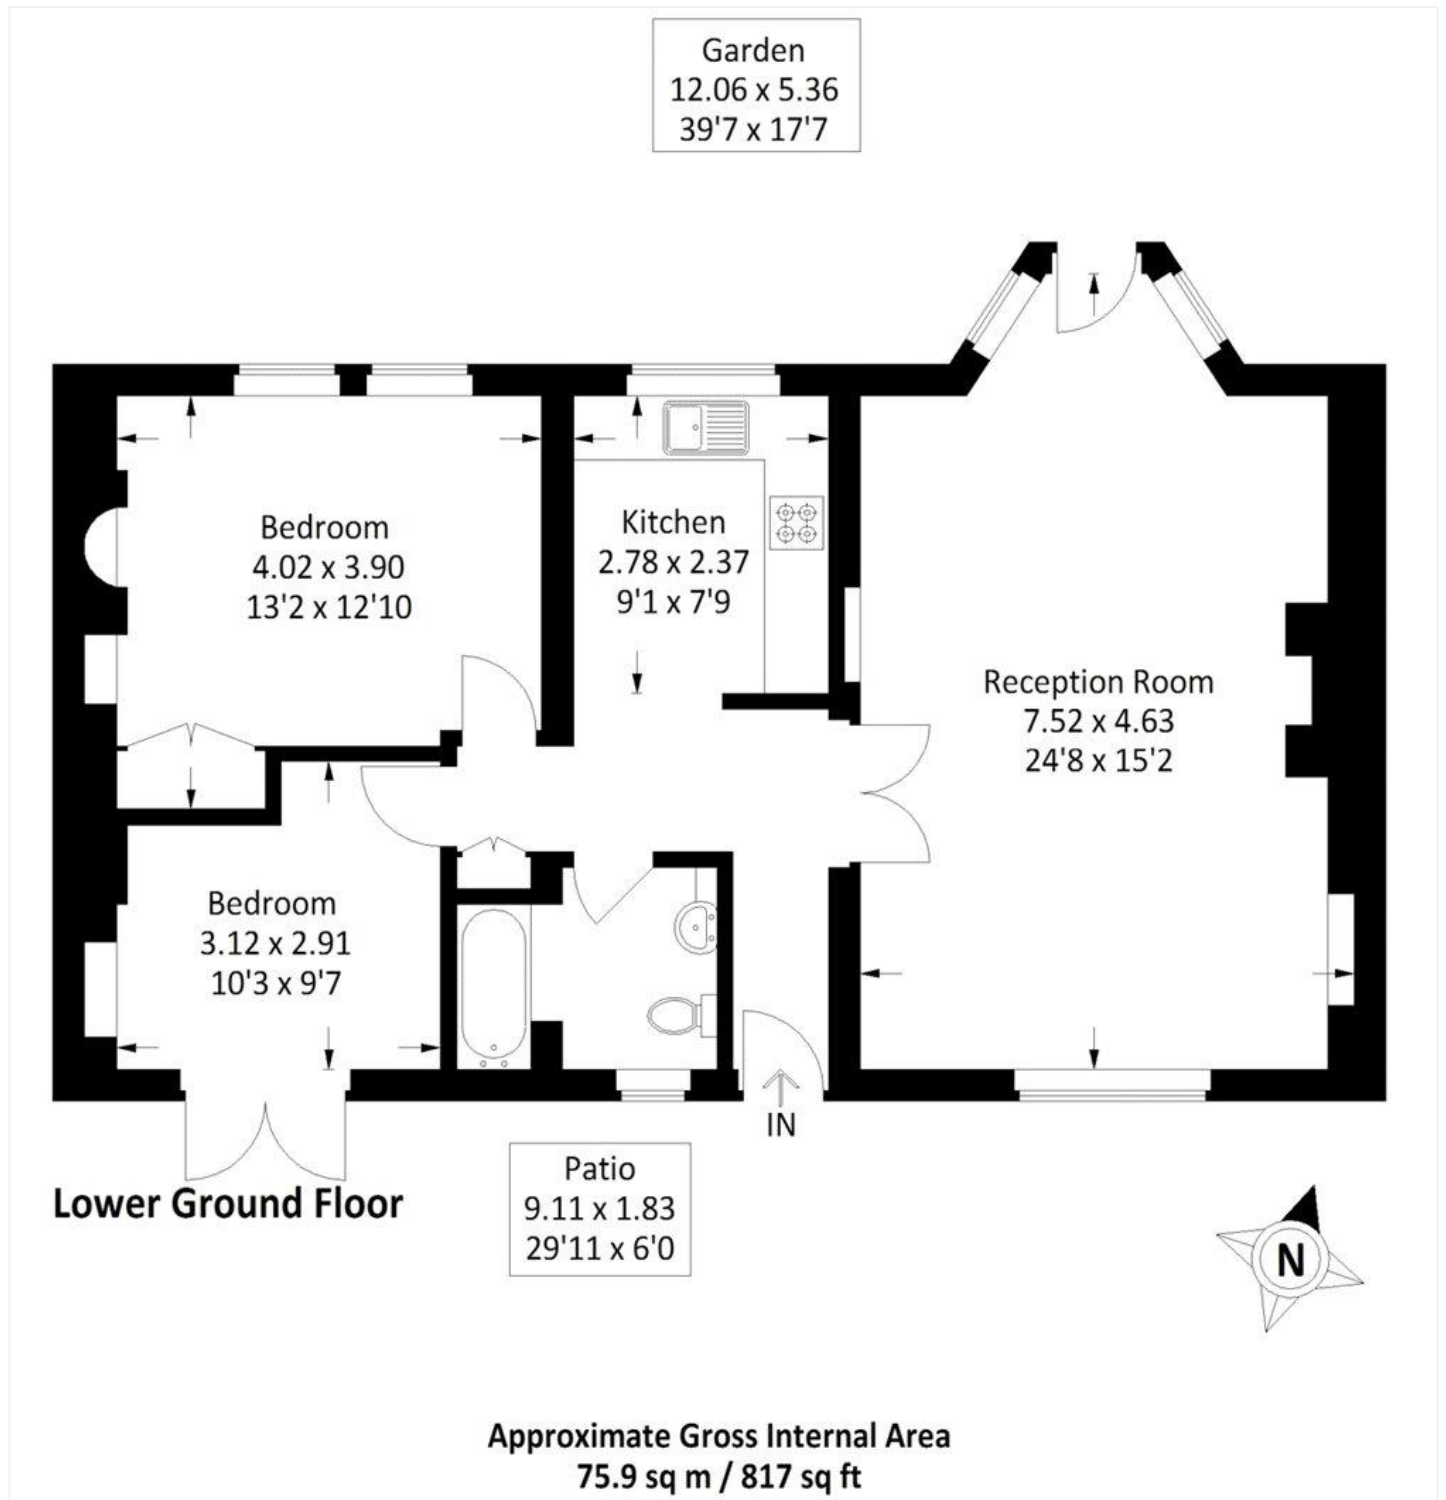 Garden
12.06 x 5.36
39'7 x 17'7
Bedroom
4.02 x 3.90
13'2 x 12'10
Kitchen
2.78 x 2.37
9'1 x 7'9
Reception Room
7.52 x 4.63
24'8 x 15'2
Bedroom
3.12 x 2.91
10'3 x 9'7
IN
Lower Ground Floor
Patio
9.11 x 1.83
29'11 x 6'0
N
Approximate Gross Internal Area
75.9 sq m / 817 sq ft